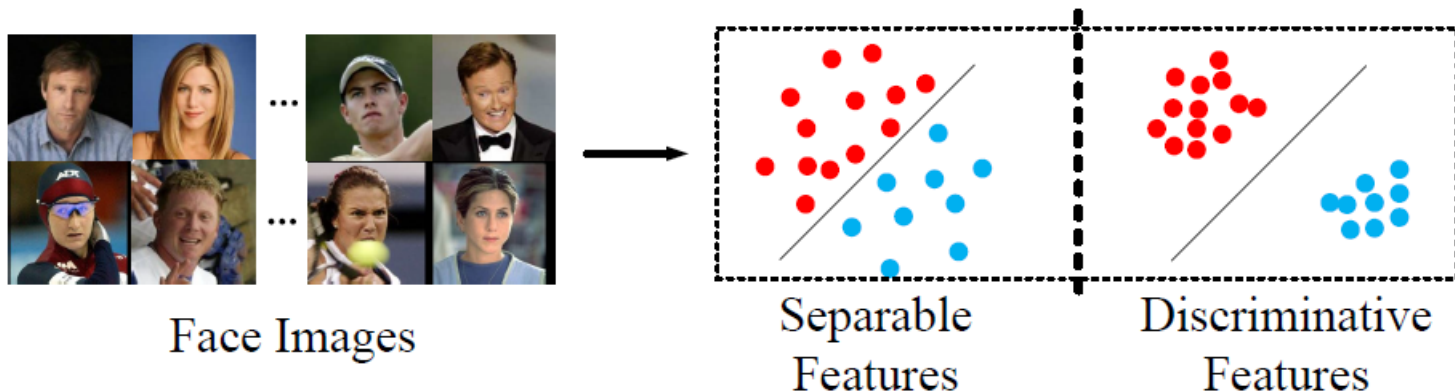 ...
...
Face Images
Separable
Features
Discriminative
Features